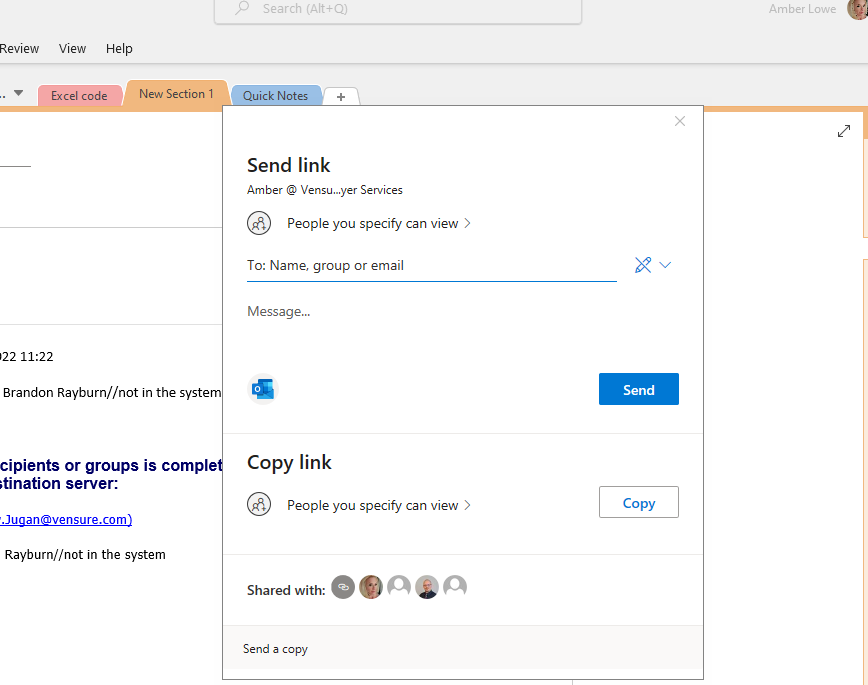 Search (Alt+Q)
Amber Lowe
Review View Help
Excel code New Section 1 Quick Notes +
Send link
Amber @ Vensu...yer Services
People you specify can view
To: Name, group or email
Message...
022 11:22
Brandon Rayburn//not in the system
Send
cipients or groups is complet
stination server:
Copy link
People you specify can view
Copy
y.Jugan@vensure.com)
Rayburn//not in the system
Shared with:
Send a copy